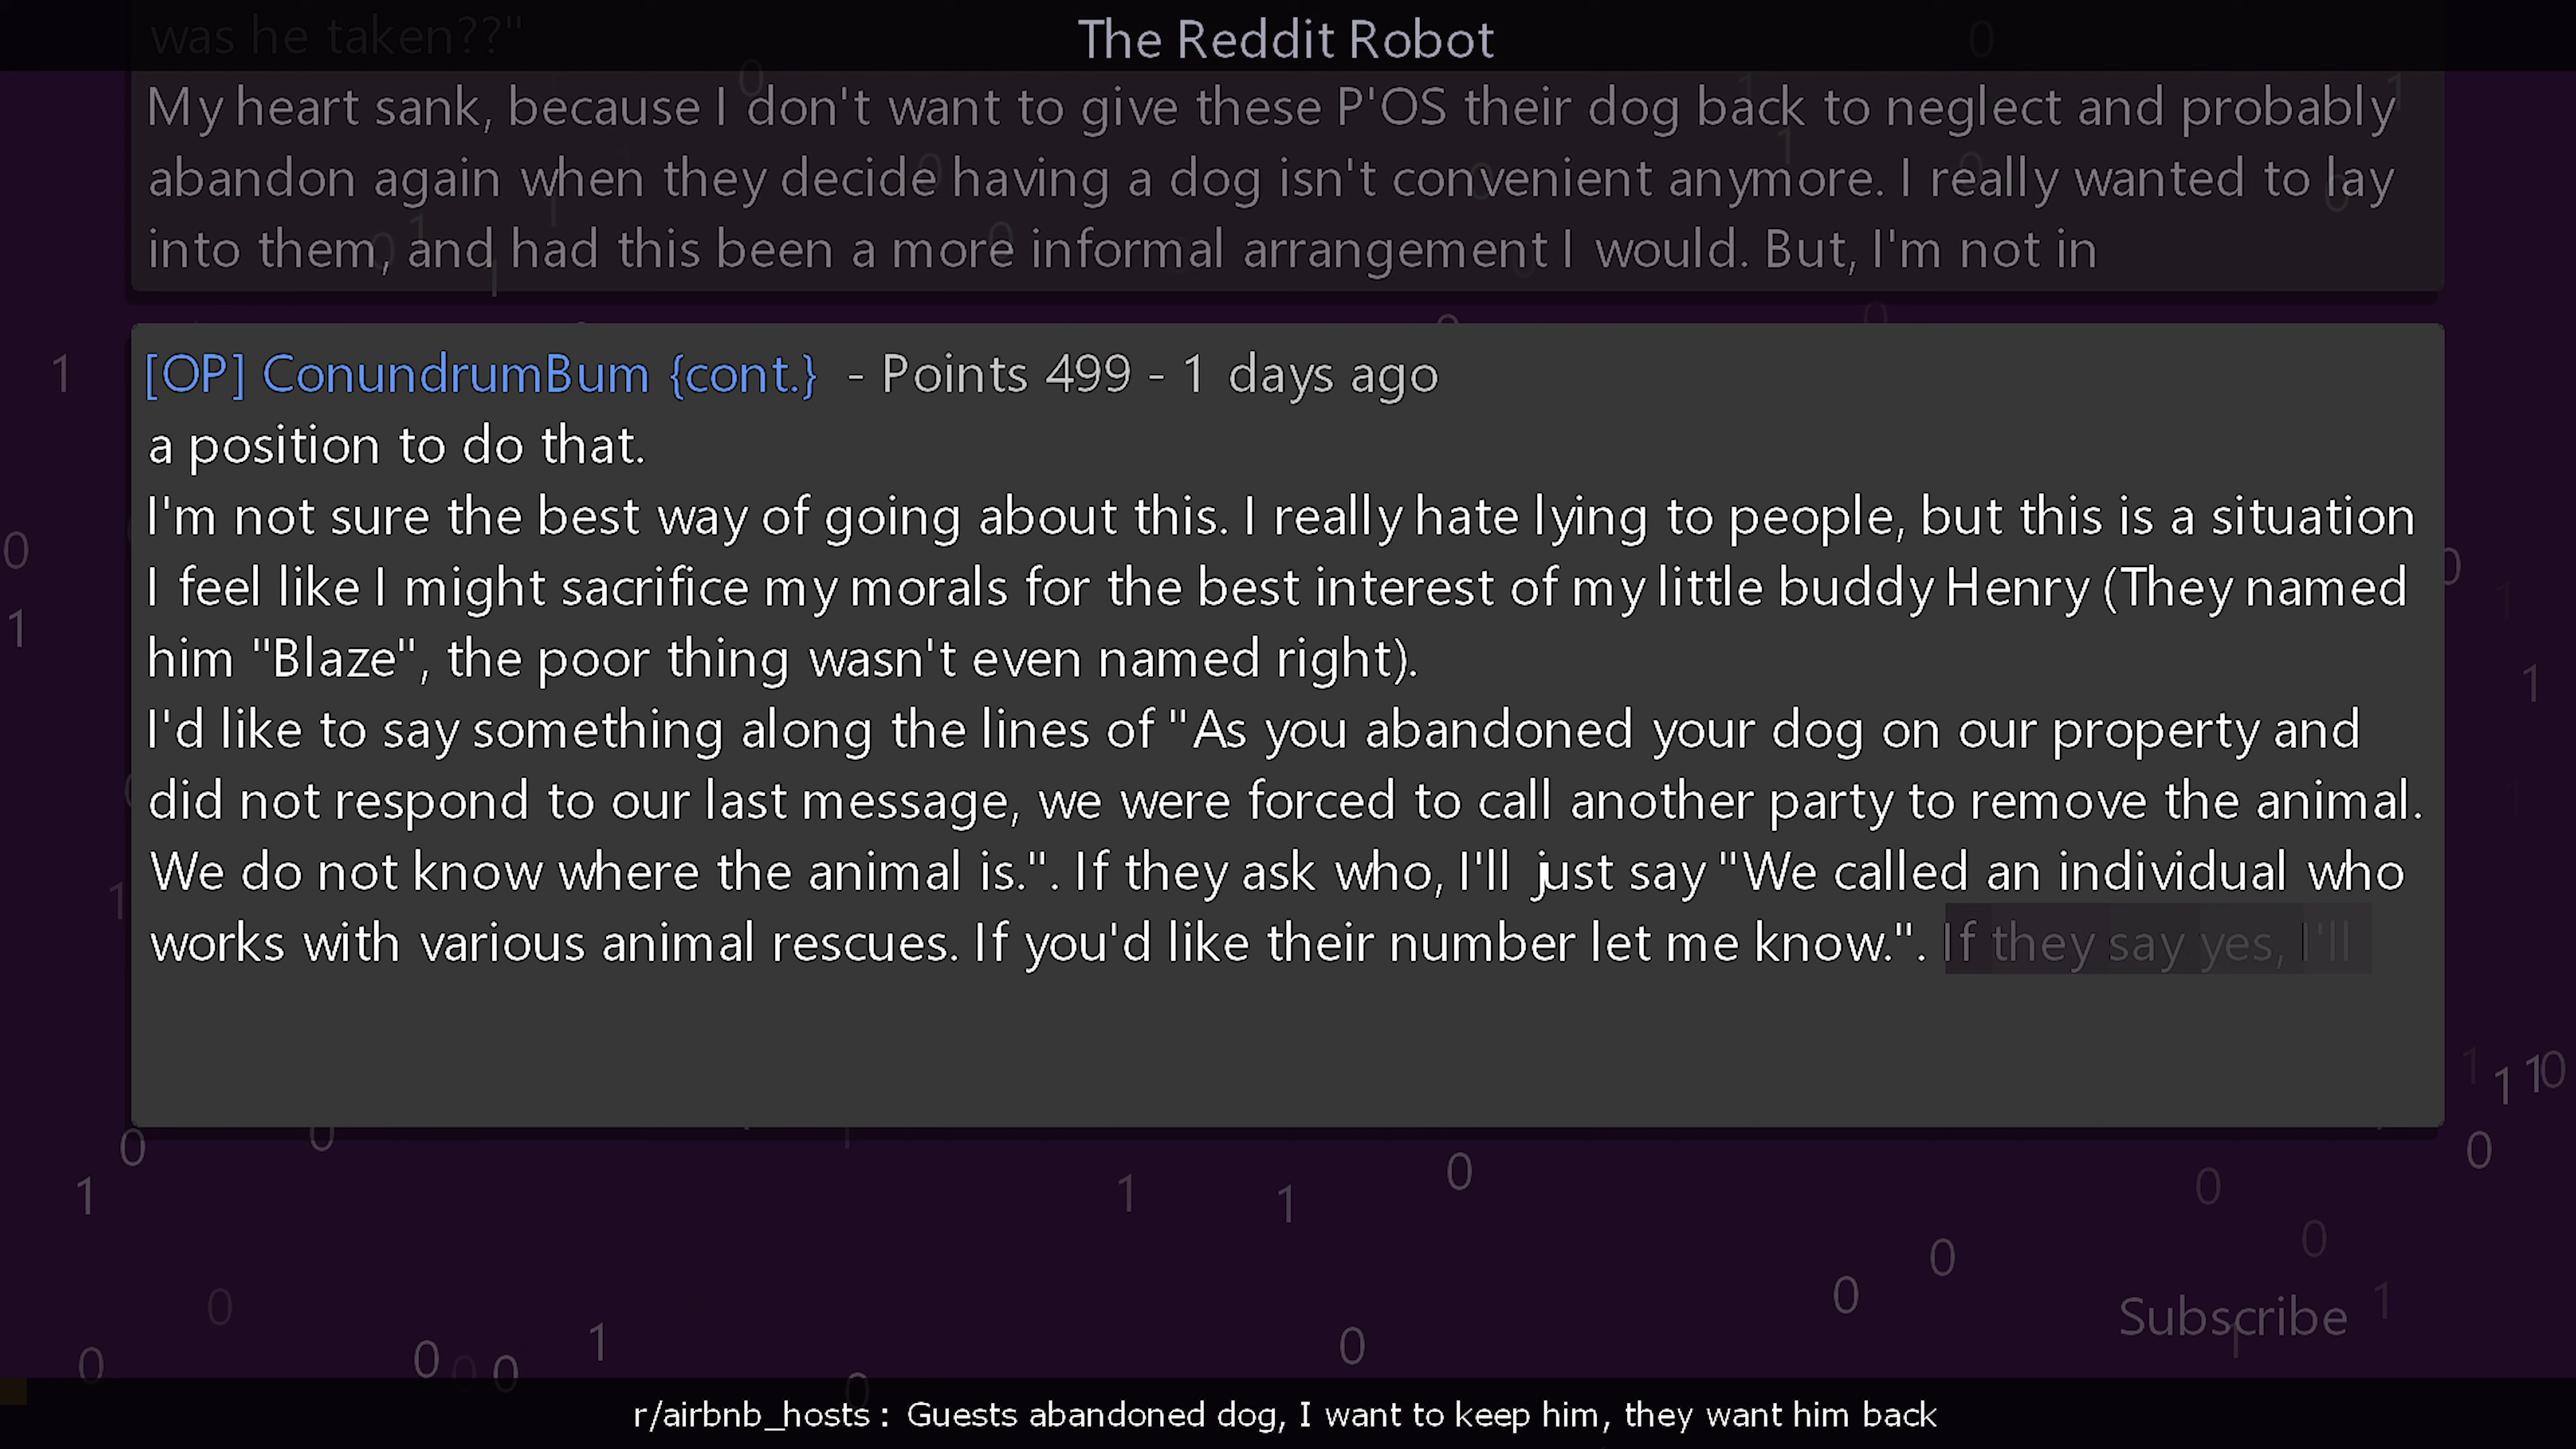 was he taken??"
The Reddit Robot
My heart sank, because I don't want to give these P'OS their dog back to neglect and probably
abandon again when they decide having a dog isn't convenient anymore. I really wanted to lay
into them, and had this been a more informal arrangement I would. But, I'm not in
[OP] ConundrumBum {cont.} - Points 499 - 1 days ago
a position to do that.
I'm not sure the best way of going about this. I really hate lying to people, but this is a situation
I feel like I might sacrifice my morals for the best interest of my little buddy Henry (They named
him "Blaze", the poor thing wasn't even named right).
I'd like to say something along the lines of "As you abandoned your dog on our property and
did not respond to our last message, we were forced to call another party to remove the animal.
We do not know where the animal is.". If they ask who, I'll just say "We called an individual who
works with various animal rescues. If you'd like their number let me know.". If they say yes, I'll
Subscribe
r/airbnb_hosts : Guests abandoned dog, I want to keep him, they want him back